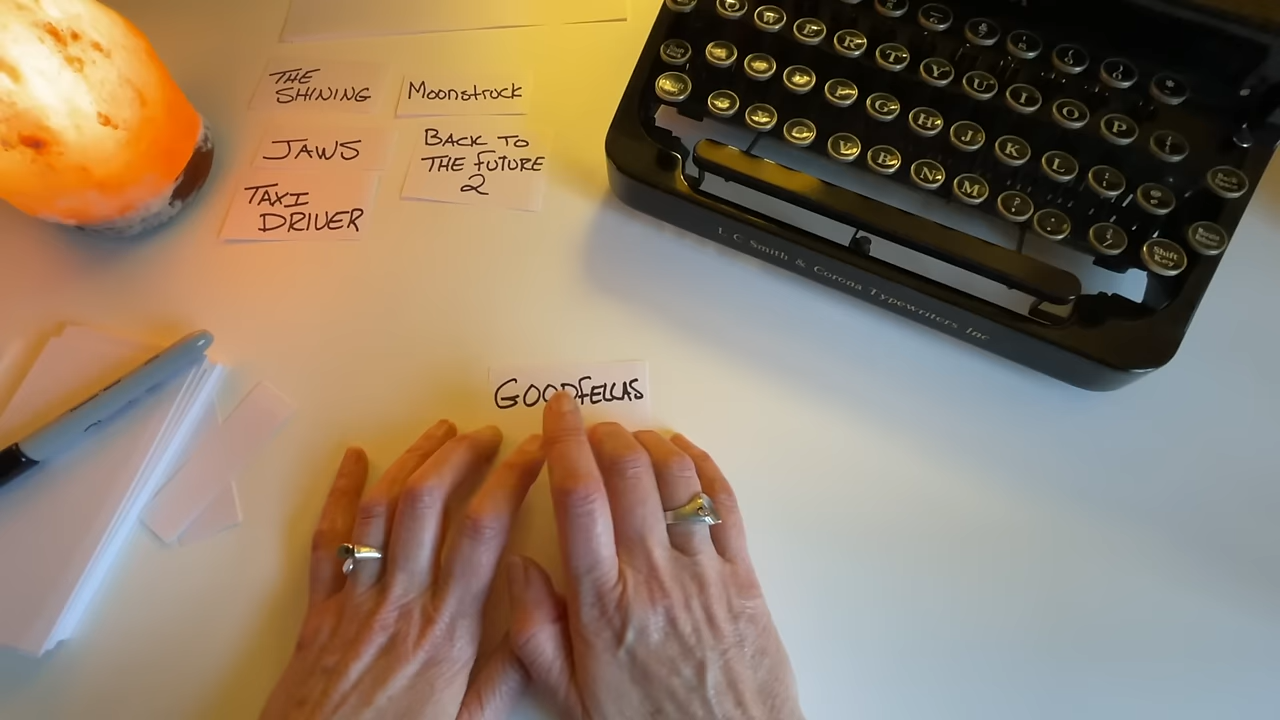 THE
SHINING
Moonstruck
JAWS
BACK TO
THE FUTURE
2
TAXI
DRIVER
GOODFELLAS
W E R T Y U I O P
F G H J K L
V B N M
Shift
Key
L C Smith & Corona Typewriters Inc